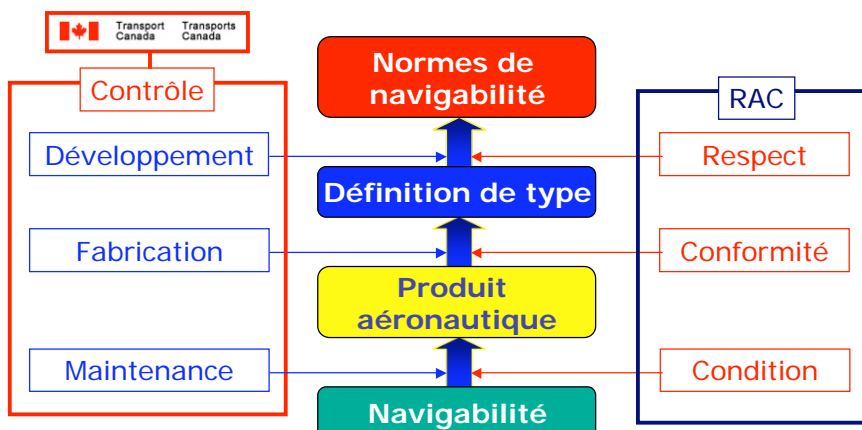 Transport Transports
Canada Canada
Normes de
navigabilité
Contrôle
RAC
Développement
Respect
Définition de type
Fabrication
Conformité
Produit
aéronautique
Maintenance
Condition
Navigabilité